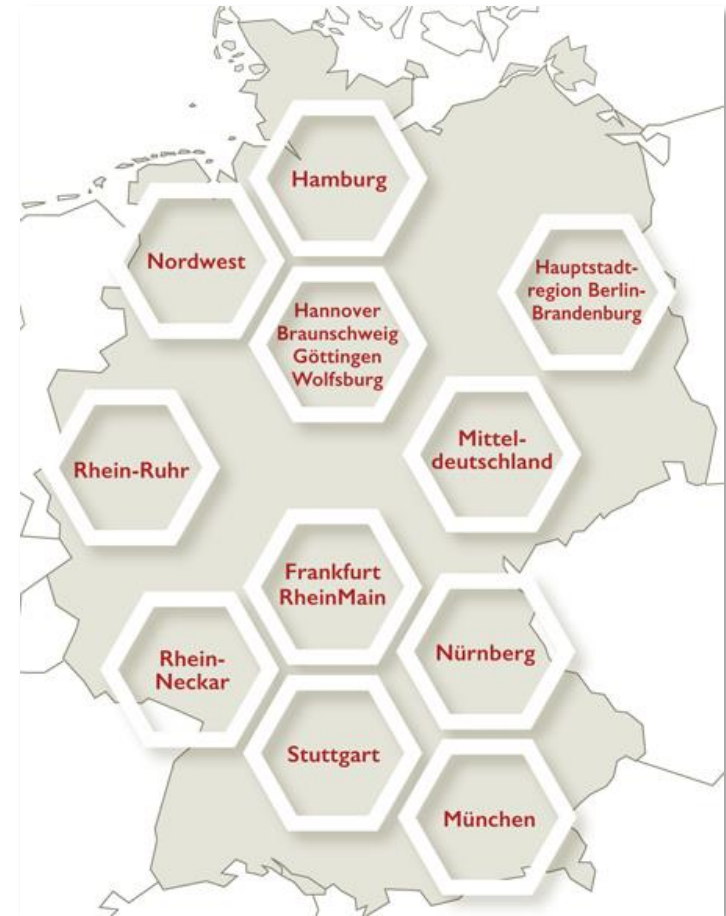 Hamburg
Nordwest
Hauptstadt-
region Berlin-
Brandenburg
Hannover
Braunschweig
Göttingen
Wolfsburg
Mittel-
deutschland
Rhein-Ruhr
Frankfurt
RheinMain
Nürnberg
Rhein-
Neckar
Stuttgart
München